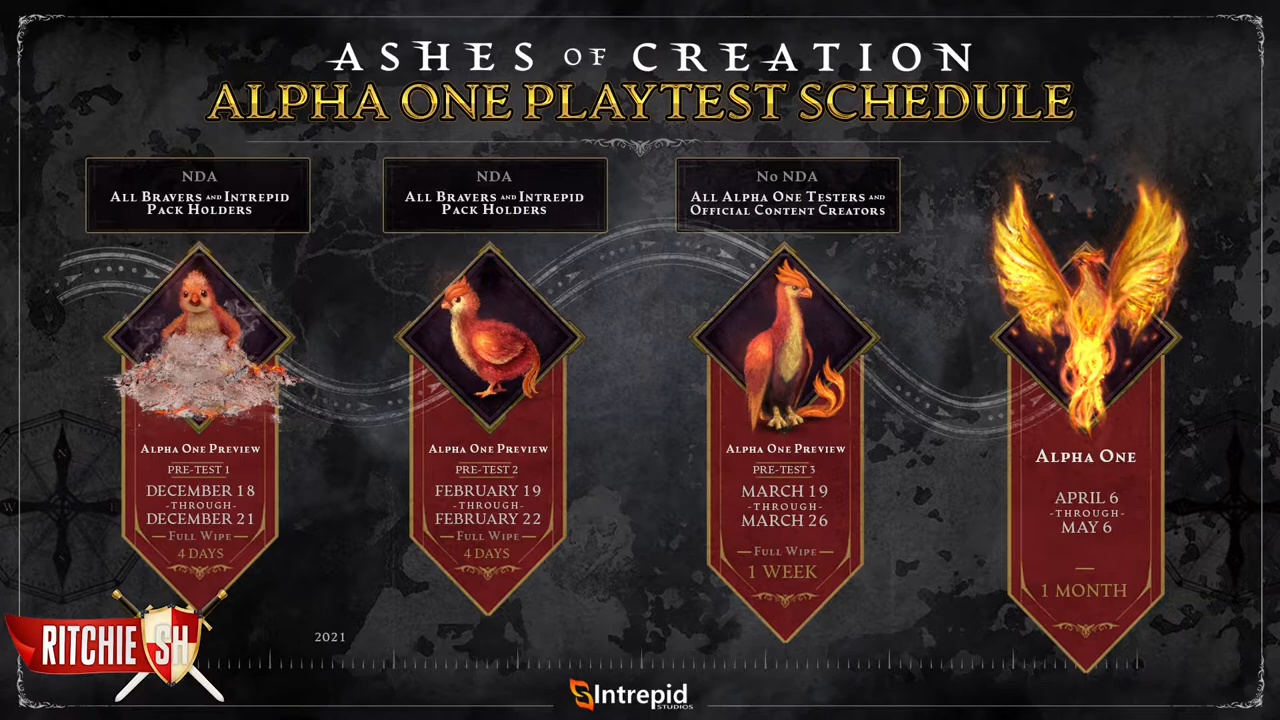 ASHES OF CREATION
ALPHA ONE PLAYTEST SCHEDULE
NDA
ALL BRAVERS AND INTREPID
PACK HOLDERS
NDA
ALL BRAVERS AND INTREPID
PACK HOLDERS
No NDA
ALL ALPHA ONE TESTERS AND
OFFICIAL CONTENT CREATORS
ALPHA ONE PREVIEW
PRE-TEST 1
DECEMBER 18
-THROUGH-
DECEMBER 21
FULL WIPE
4 DAYS
ALPHA ONE PREVIEW
PRE-TEST 2
FEBRUARY 19
-THROUGH-
FEBRUARY 22
FULL WIPE
4 DAYS
ALPHA ONE PREVIEW
PRE-TEST 3
MARCH 19
-THROUGH-
MARCH 26
FULL WIPE
1 WEEK
ALPHA ONE
APRIL 6
-THROUGH-
MAY 6
1 MONTH
2021
RITCHIE SH
Intrepid
STUDIOS